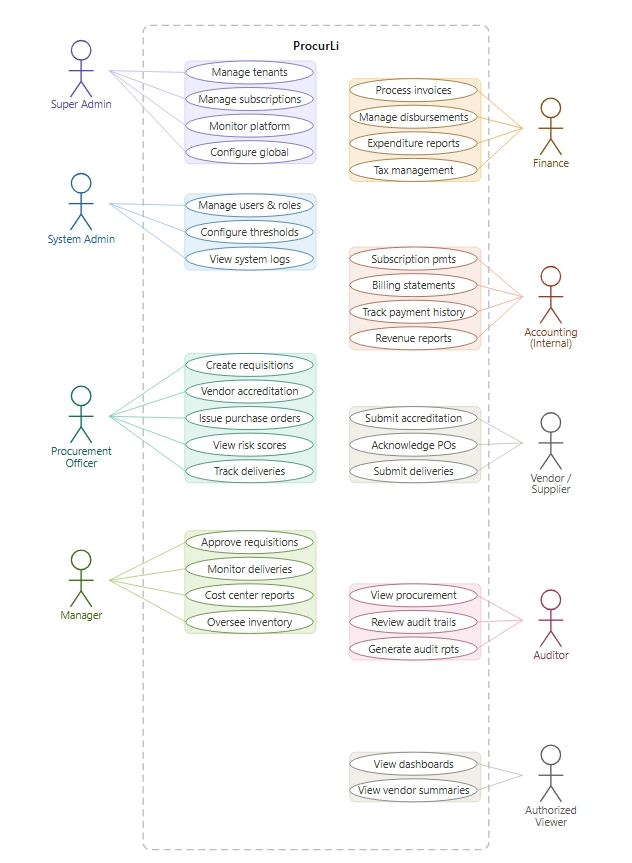 ProcurLi
Super Admin
Manage tenants
Manage subscriptions
Monitor platform
Configure global
System Admin
Manage users & roles
Configure thresholds
View system logs
Procurement
Officer
Create requisitions
Vendor accreditation
Issue purchase orders
View risk scores
Track deliveries
Manager
Approve requisitions
Monitor deliveries
Cost center reports
Oversee inventory
Process invoices
Manage disbursements
Expenditure reports
Tax management
Finance
Subscription pmts
Billing statements
Track payment history
Revenue reports
Accounting
(Internal)
Submit accreditation
Acknowledge POs
Submit deliveries
Vendor /
Supplier
View procurement
Review audit trails
Generate audit rpts
Auditor
View dashboards
View vendor summaries
Authorized
Viewer